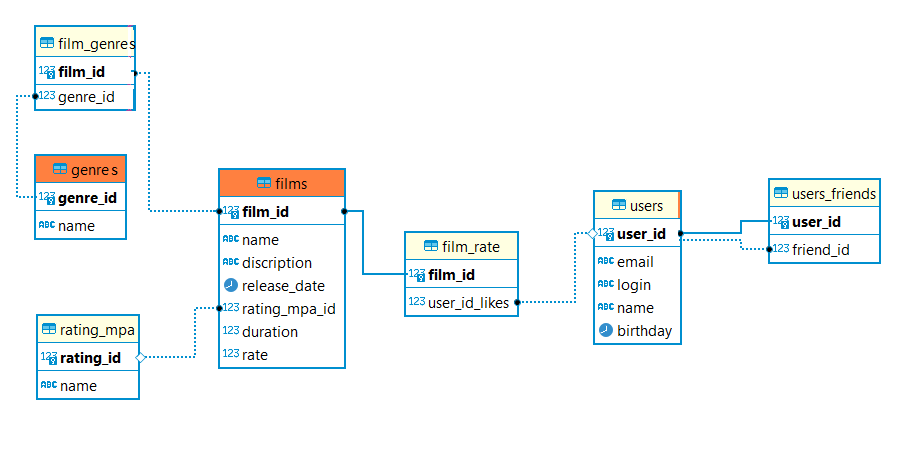 film_genres
123 film_id
123 genre_id
genres
123 genre_id
ABC name
rating_mpa
123 rating_id
ABC name
films
123 film_id
ABC name
ABC discription
release_date
123 rating_mpa_id
123 duration
123 rate
film_rate
123 film_id
123 user_id_likes
users
123 user_id
ABC email
ABC login
ABC name
birthday
users_friends
123 user_id
123 friend_id